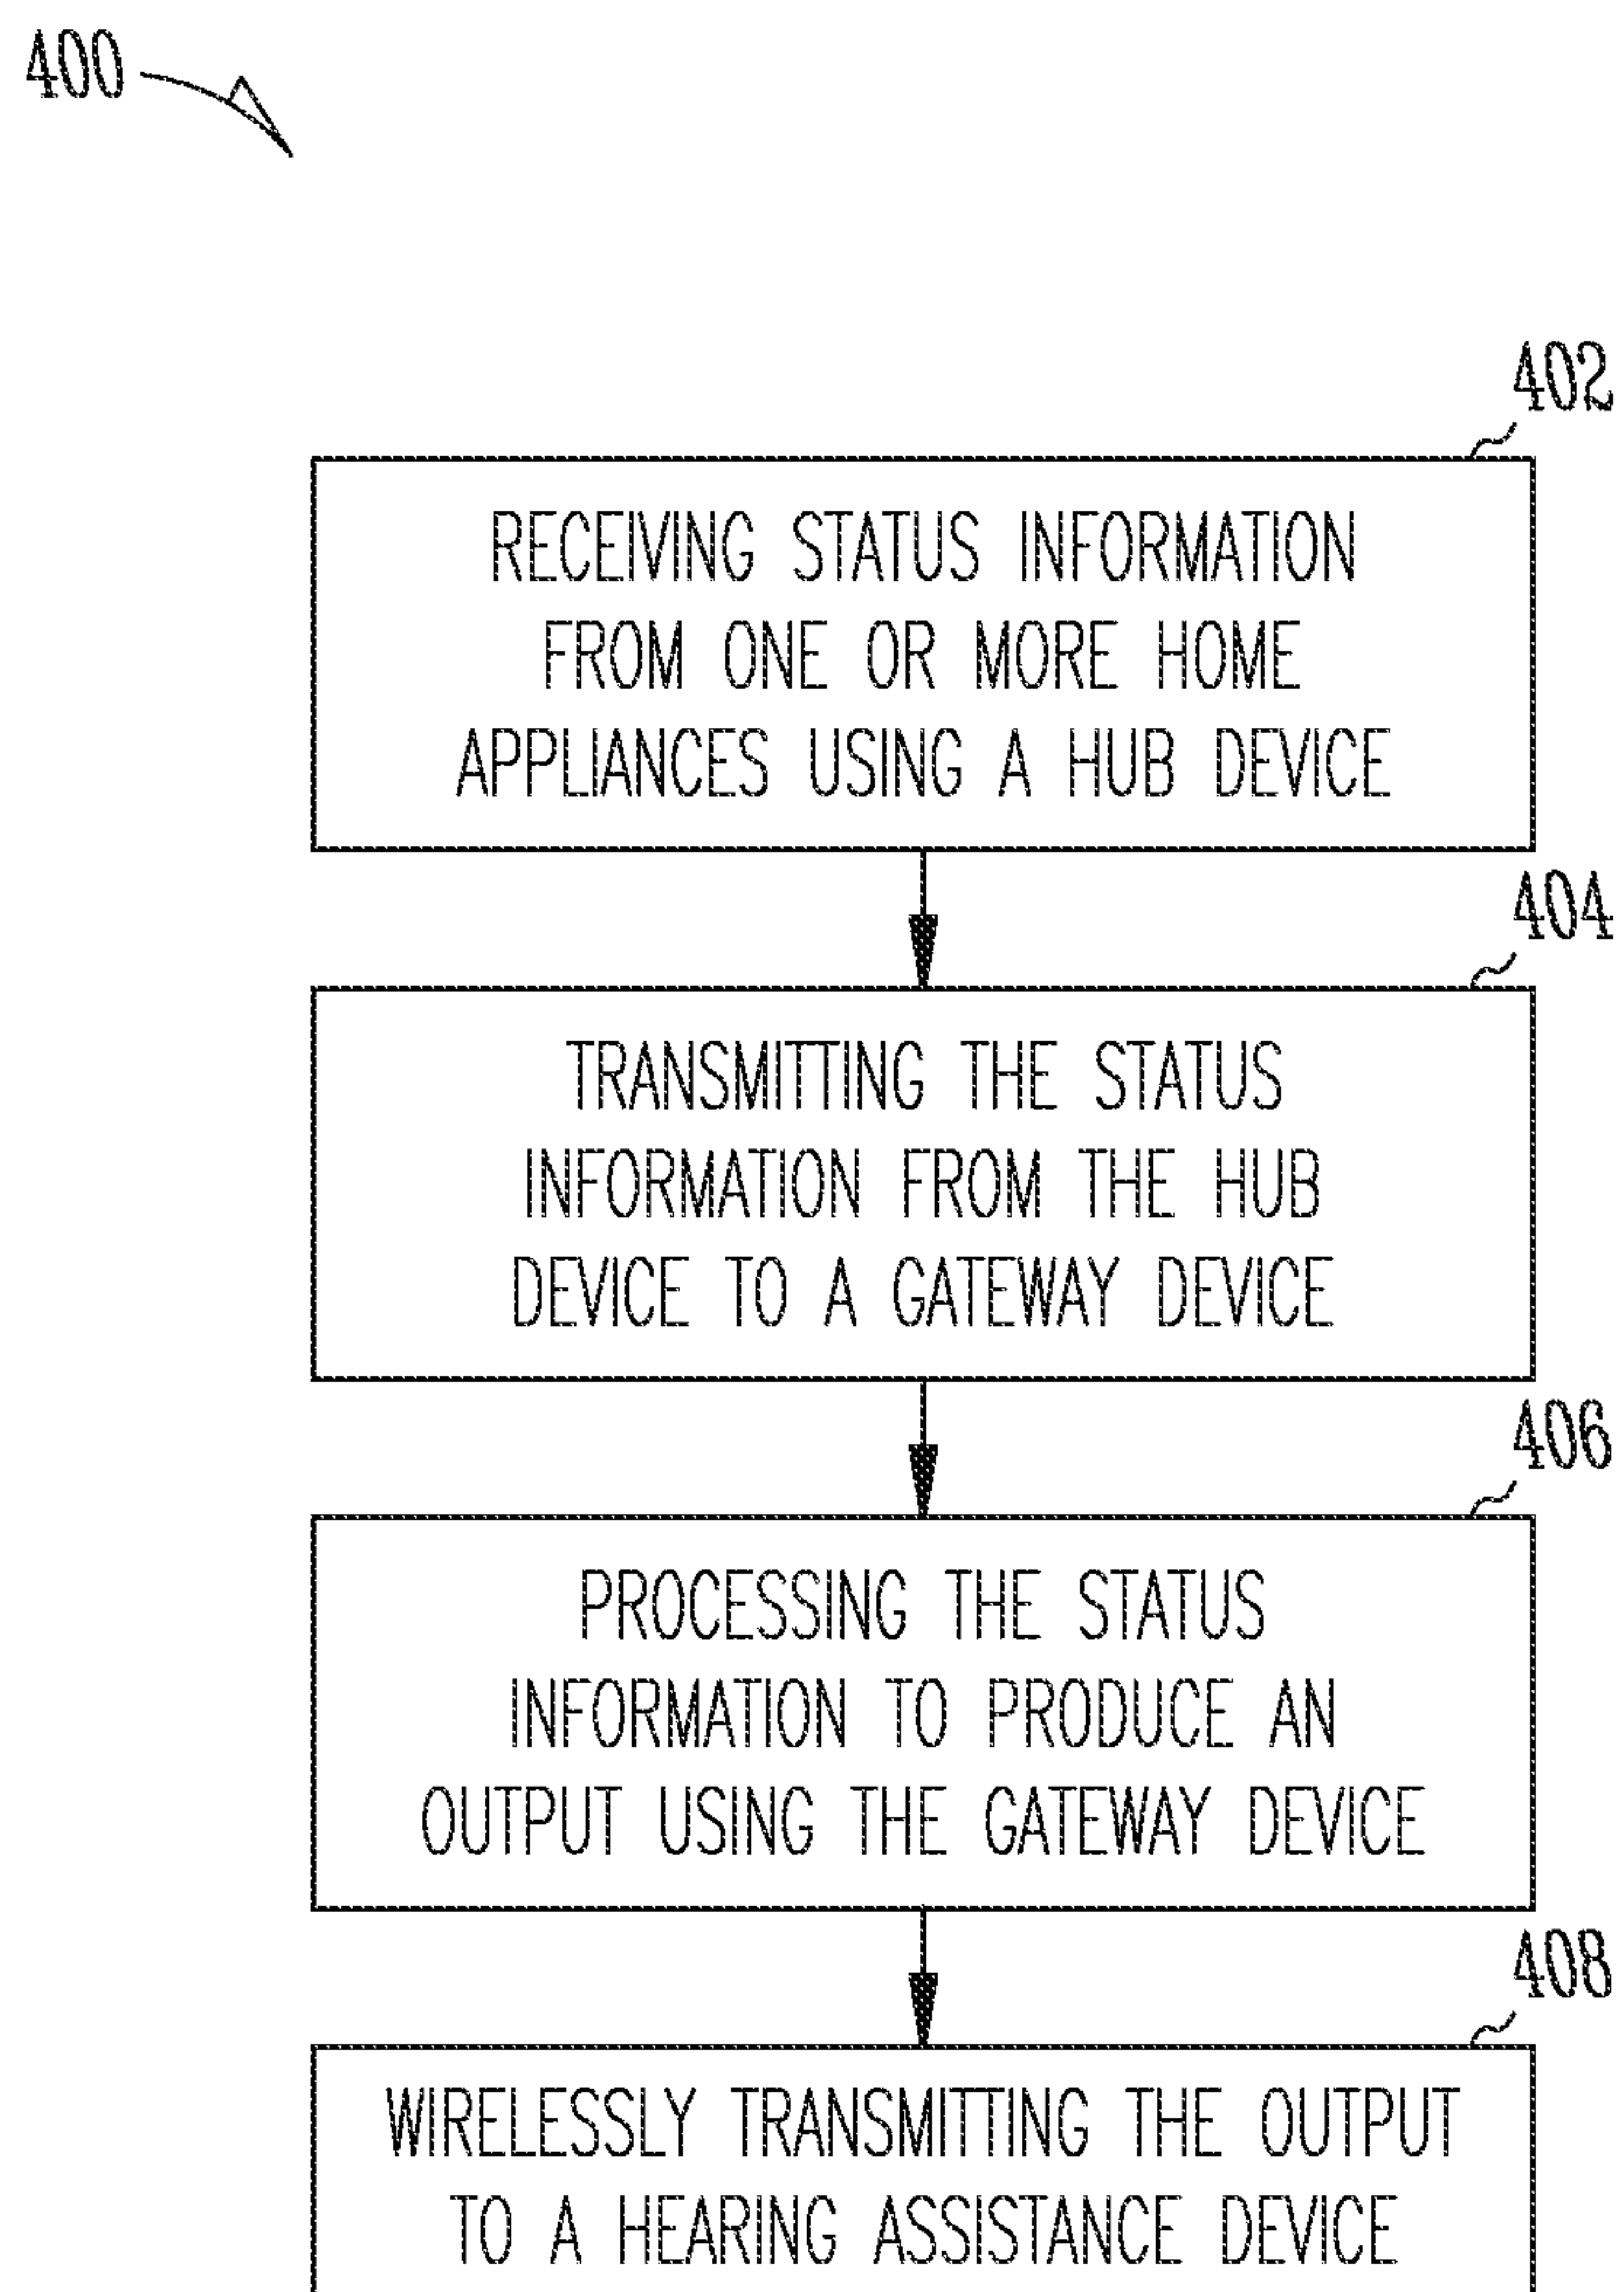 400
402
RECEIVING STATUS INFORMATION
FROM ONE OR MORE HOME
APPLIANCES USING A HUB DEVICE
404
TRANSMITTING THE STATUS
INFORMATION FROM THE HUB
DEVICE TO A GATEWAY DEVICE
406
PROCESSING THE STATUS
INFORMATION TO PRODUCE AN
OUTPUT USING THE GATEWAY DEVICE
408
WIRELESSLY TRANSMITTING THE OUTPUT
TO A HEARING ASSISTANCE DEVICE